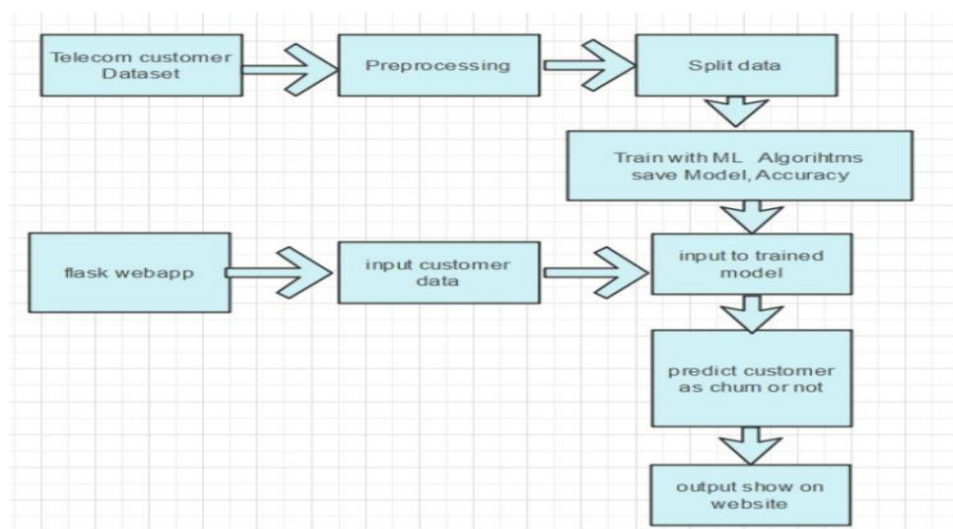 Telecom customer
Dataset
Preprocessing
Split data
Train with ML Algorihtms
save Model, Accuracy
flask webapp
input customer
data
input to trained
model
predict customer
as churn or not
output show on
website